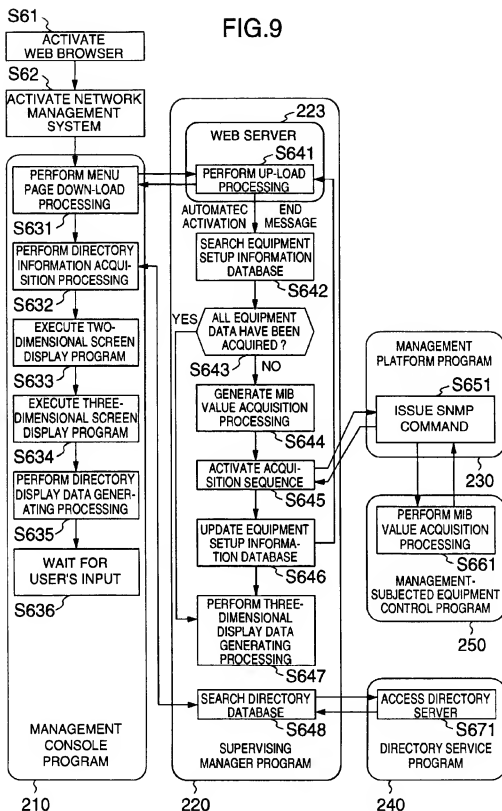 FIG.9
S61
ACTIVATE
WEB BROWSER
S62
ACTIVATE NETWORK
MANAGEMENT
SYSTEM
PERFORM MENU
PAGE DOWN-LOAD
PROCESSING
S631
PERFORM DIRECTORY
INFORMATION ACQUI-
SITION PROCESSING
S632
EXECUTE TWO-
DIMENSIONAL SCREEN
DISPLAY PROGRAM
S633
EXECUTE THREE-
DIMENSIONAL SCREEN
DISPLAY PROGRAM
S634
PERFORM DIRECTORY
DISPLAY DATA GENER-
ATING PROCESSING
S635
WAIT FOR
USER'S INPUT
S636
MANAGEMENT
CONSOLE
PROGRAM
210
223
WEB SERVER
S641
PERFORM UP-LOAD
PROCESSING
AUTOMATEC
ACTIVATION
END
MESSAGE
SEARCH EQUIPMENT
SETUP INFORMATION
DATABASE
S642
YES
ALL EQUIPMENT
DATA HAVE BEEN
ACQUIRED ?
S643
NO
GENERATE MIB
VALUE ACQUISITION
PROCESSING
S644
ACTIVATE ACQUI-
SITION SEQUENCE
S645
UPDATE EQUIPMENT
SETUP INFORMA-
TION DATABASE
S646
PERFORM THREE-
DIMENSIONAL
DISPLAY DATA
GENERATING
PROCESSING
S647
SEARCH DIRECTORY
DATABASE
S648
SUPERVISING
MANAGER PROGRAM
220
MANAGEMENT
PLATFORM PROGRAM
S651
ISSUE SNMP
COMMAND
230
PERFORM MIB
VALUE ACQUISITION
PROCESSING
S661
MANAGEMENT-
SUBJECTED EQUIPMENT
CONTROL PROGRAM
250
ACCESS DIRECTORY
SERVER
S671
DIRECTORY SERVICE
PROGRAM
240